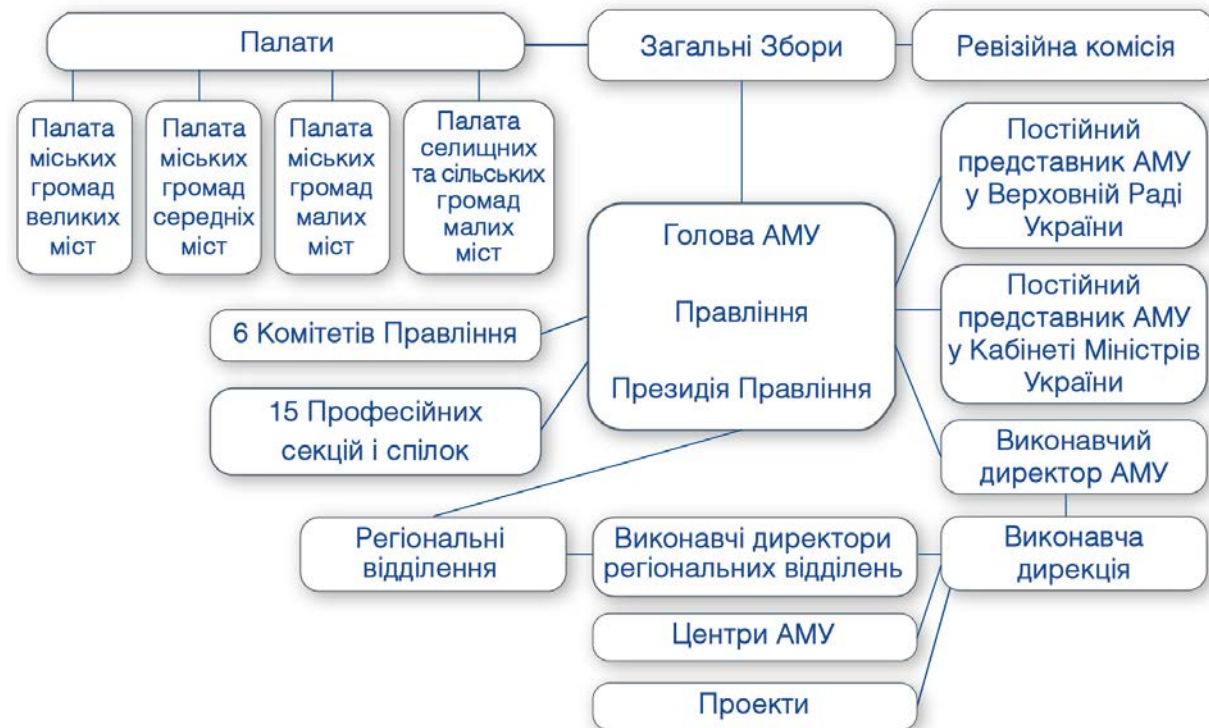 Палати
Загальні Збори
Ревізійна комісія
Палата
міських
громад
великих
міст
Палата
міських
громад
середніх
міст
Палата
міських
громад
малих
міст
Палата
селищних
та сільських
громад
малих
міст
Постійний
представник АМУ
у Верховній Раді
України
Голова АМУ
Правління
Президія Правління
Постійний
представник АМУ
у Кабінеті Міністрів
України
6 Комітетів Правління
15 Професійних
секцій і спілок
Виконавчий
директор АМУ
Регіональні
відділення
Виконавчі директори
регіональних відділень
Виконавча
дирекція
Центри АМУ
Проекти